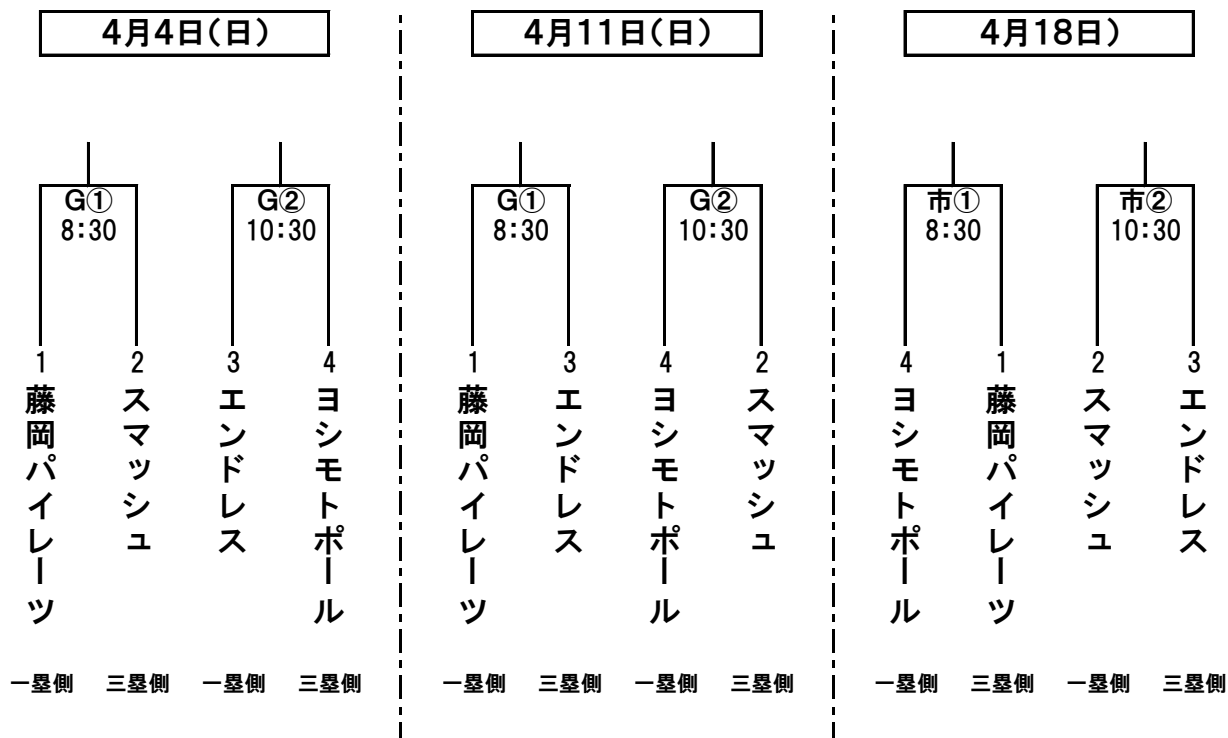 4月4日(日)
G①
8:30
G②
10:30
1
2
3
4
藤岡パイレーツ
スマッシュ
エンドレス
ヨシモトポール
一塁側
三塁側
一塁側
三塁側
4月11日(日)
G①
8:30
G②
10:30
1
3
4
2
藤岡パイレーツ
エンドレス
ヨシモトポール
スマッシュ
一塁側
三塁側
一塁側
三塁側
4月18日)
市①
8:30
市②
10:30
4
1
2
3
ヨシモトポール
藤岡パイレーツ
スマッシュ
エンドレス
一塁側
三塁側
一塁側
三塁側